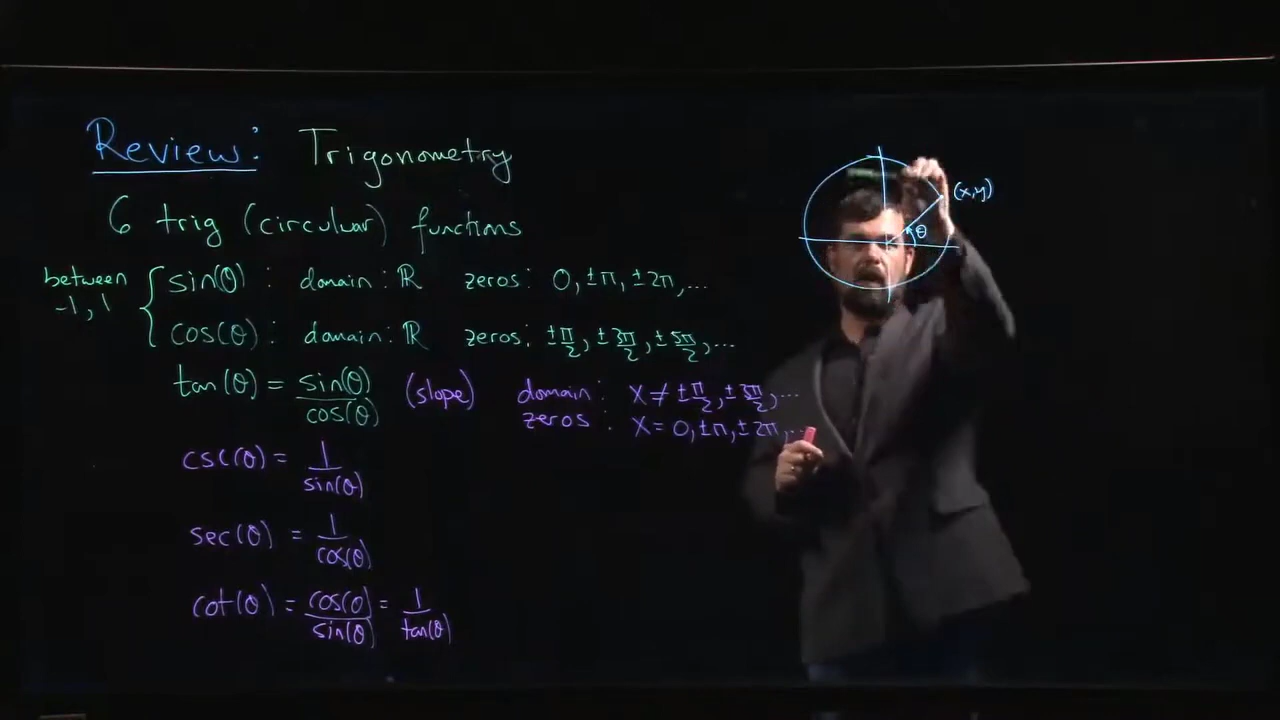 Review: Trigonometry
6 trig (circular) functions
between -1, 1
sin(θ) : domain: ℝ zeros: 0, ±π, ±2π, ...
cos(θ) : domain: ℝ zeros: ±π/2, ±3π/2, ±5π/2, ...
tan(θ) = sin(θ)/cos(θ) (slope) domain: x ≠ ±π/2, ±3π/2, ...
zeros: x = 0, ±π, ±2π, ...
csc(θ) = 1/sin(θ)
sec(θ) = 1/cos(θ)
cot(θ) = cos(θ)/sin(θ) = 1/tan(θ)
(x,y)
θ